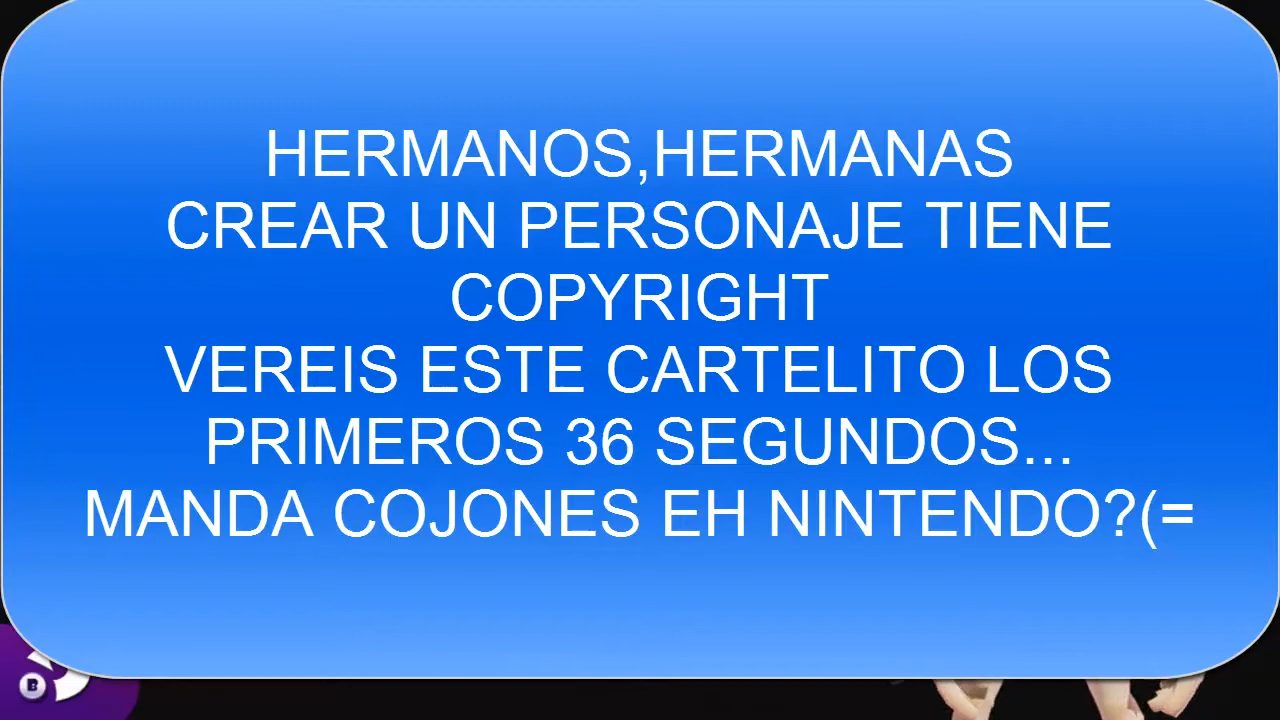 HERMANOS,HERMANAS
CREAR UN PERSONAJE TIENE
COPYRIGHT
VEREIS ESTE CARTELITO LOS
PRIMEROS 36 SEGUNDOS...
MANDA COJONES EH NINTENDO?(=
B